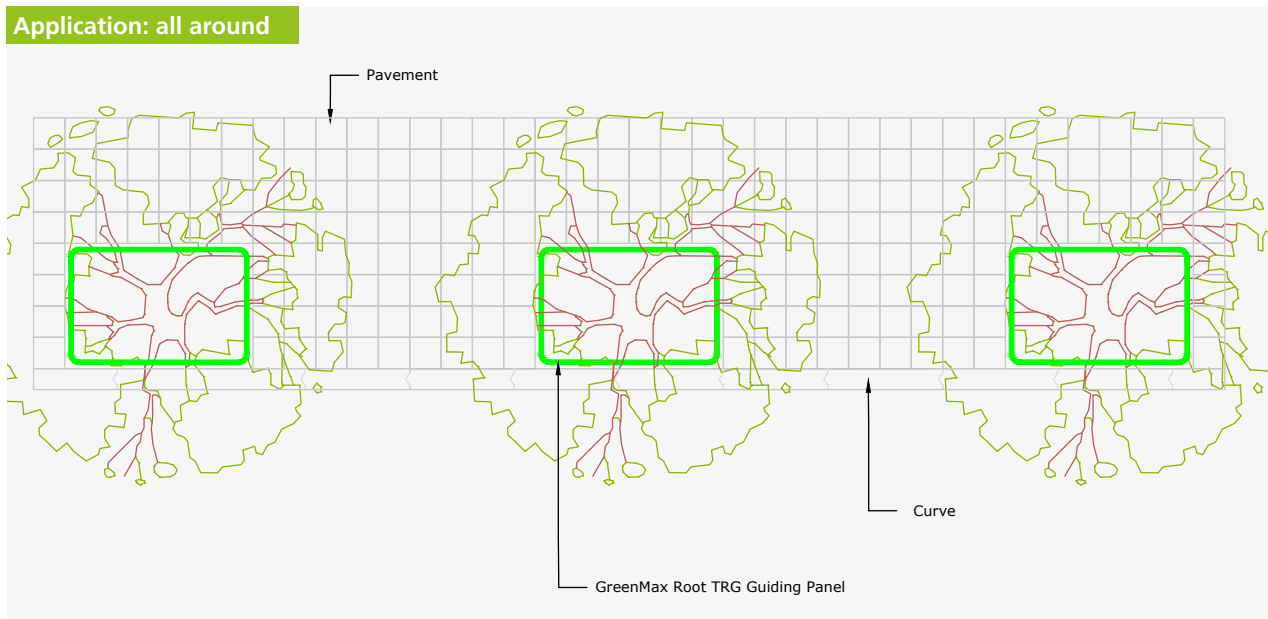 Application: all around
Pavement
Curve
GreenMax Root TRG Guiding Panel